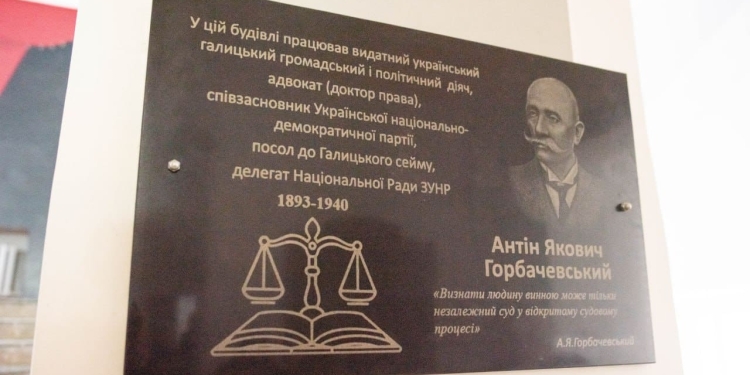 У цій будівлі працював видатний український
галицький громадський і політичний діяч,
адвокат (доктор права),
співзасновник Української національно-
демократичної партії,
посол до Галицького сейму,
делегат Національної Ради ЗУНР
1893-1940
Антін Якович
Горбачевський
«Визнати людину винною може тільки
незалежний суд у відкритому судовому
процесі»
А.Я.Горбачевський